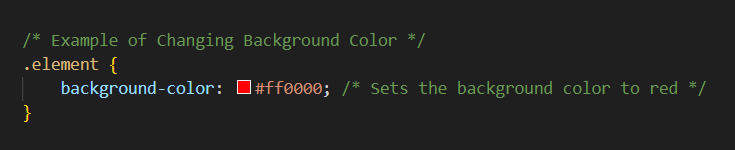 /* Example of Changing Background Color */
.element {
    background-color: #ff0000; /* Sets the background color to red */
}